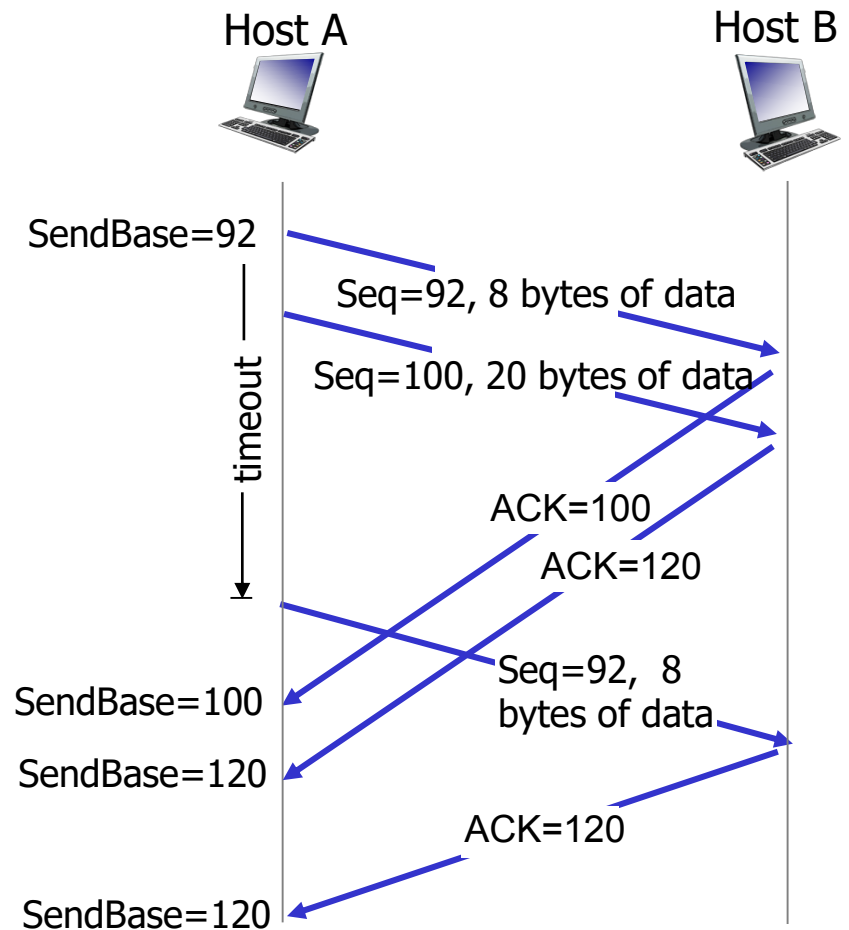 Host A
Host B
SendBase=92
Seq=92, 8 bytes of data
Seq=100, 20 bytes of data
timeout
ACK=100
ACK=120
Seq=92, 8
bytes of data
SendBase=100
SendBase=120
ACK=120
SendBase=120